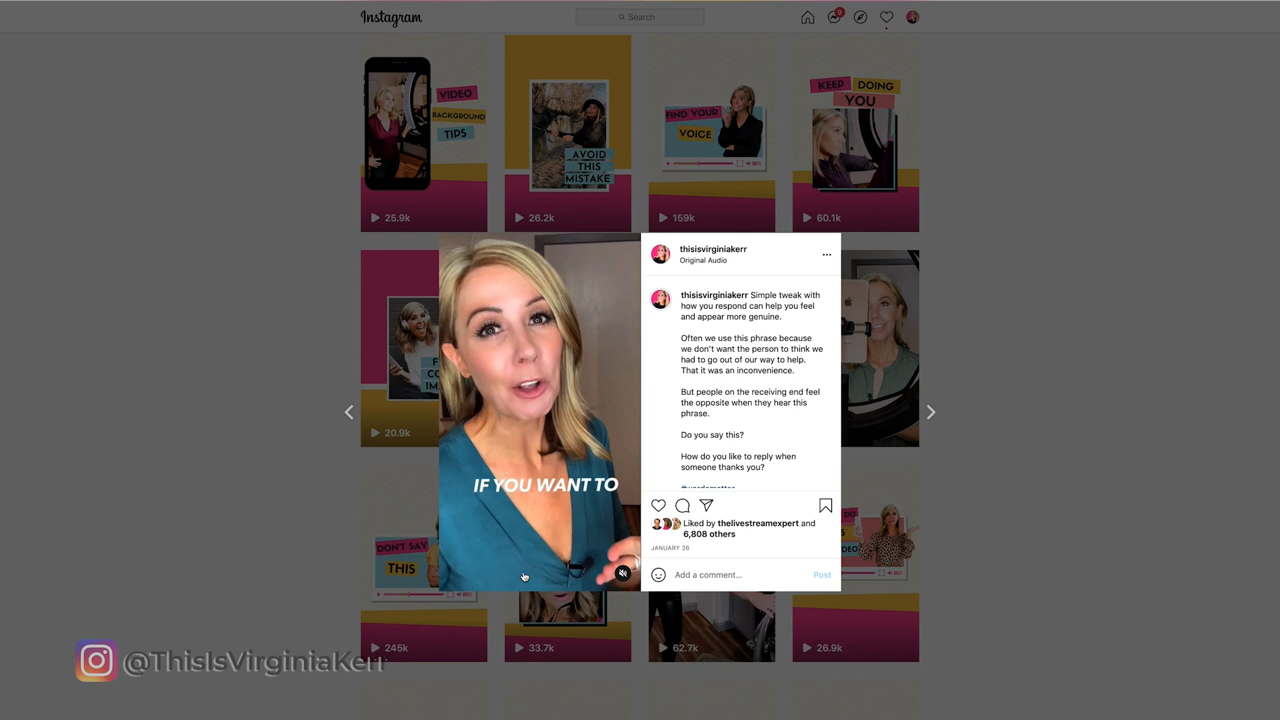 Instagram
Search
9
VIDEO
BACKGROUND
TIPS
25.9k
AVOID
THIS
MISTAKE
26.2k
FIND YOUR
VOICE
159k
KEEP DOING
YOU
60.1k
20.9k
IF YOU WANT TO
thisisvirginiakerr
Original Audio
thisisvirginiakerr Simple tweak with
how you respond can help you feel
and appear more genuine.
Often we use this phrase because
we don't want the person to think we
had to go out of our way to help.
That it was an inconvenience.
But people on the receiving end feel
the opposite when they hear this
phrase.
Do you say this?
How do you like to reply when
someone thanks you?
Liked by thelivestreamexpert and
6,808 others
JANUARY 26
Add a comment...
Post
DON'T SAY
THIS
245k
33.7k
62.7k
26.9k
@ThisIsVirginiaKerr